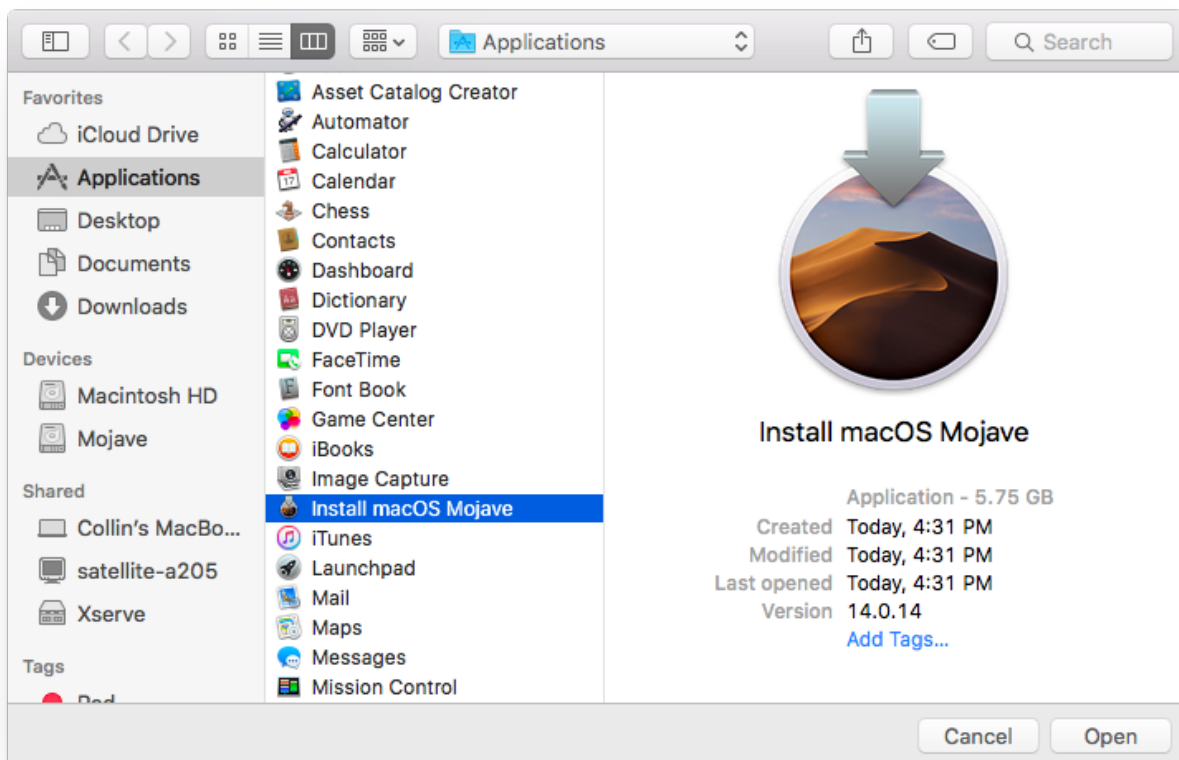 Applications
Search
Favorites
iCloud Drive
Applications
Desktop
Documents
Downloads
Devices
Macintosh HD
Mojave
Shared
Collin's MacBo...
satellite-a205
Xserve
Tags
Red
Asset Catalog Creator
Automator
Calculator
17
Calendar
Chess
Contacts
Dashboard
Dictionary
DVD Player
FaceTime
Font Book
Game Center
iBooks
Image Capture
Install macOS Mojave
iTunes
Launchpad
Mail
Maps
Messages
Mission Control
Install macOS Mojave
Application - 5.75 GB
Created Today, 4:31 PM
Modified Today, 4:31 PM
Last opened Today, 4:31 PM
Version 14.0.14
Add Tags...
Cancel
Open